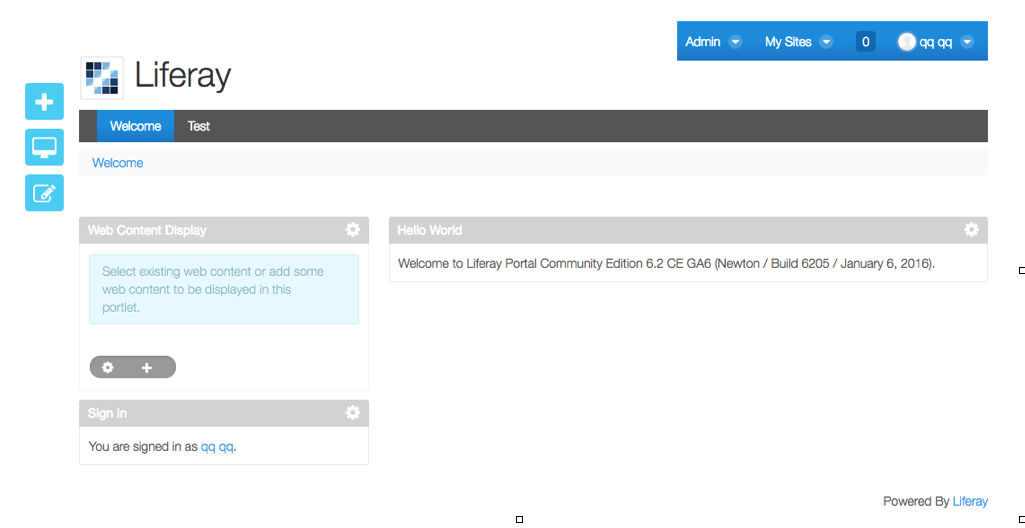 Admin My Sites 0 qq qq
Liferay
Welcome Test
Welcome
Web Content Display
Select existing web content or add some
web content to be displayed in this
portlet.
Hello World
Welcome to Liferay Portal Community Edition 6.2 CE GA6 (Newton / Build 6205 / January 6, 2016).
Sign In
You are signed in as qq qq.
Powered By Liferay